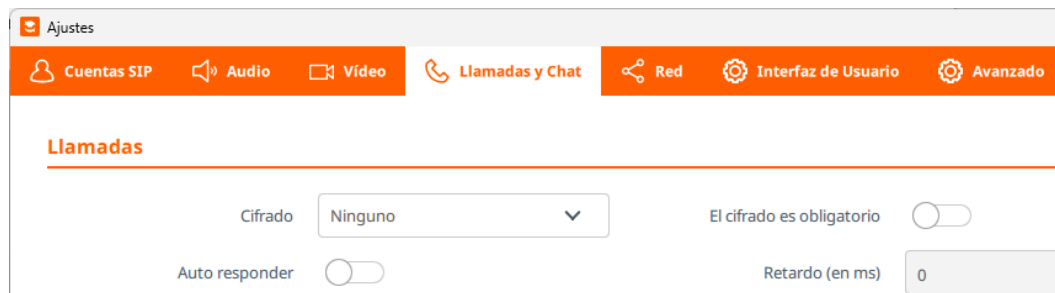 Ajustes
Cuentas SIP Audio Vídeo Llamadas y Chat Red Interfaz de Usuario Avanzado
Llamadas
Cifrado Ninguno El cifrado es obligatorio
Auto responder Retardo (en ms) 0